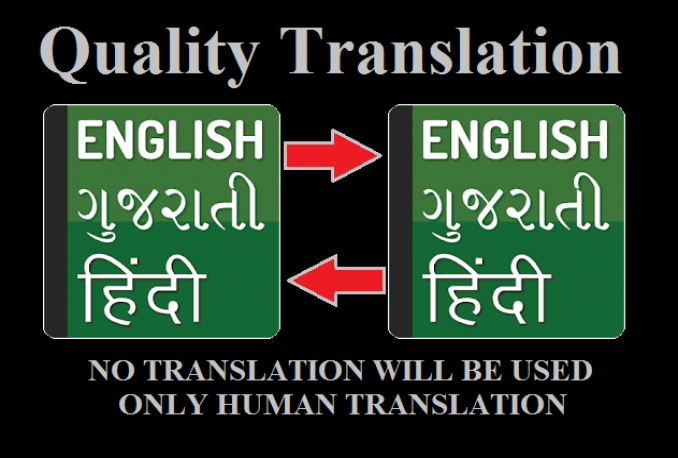 Quality Translation
ENGLISH
ગુજરાતી
हिंदी
ENGLISH
ગુજરાતી
हिंदी
NO TRANSLATION WILL BE USED
ONLY HUMAN TRANSLATION